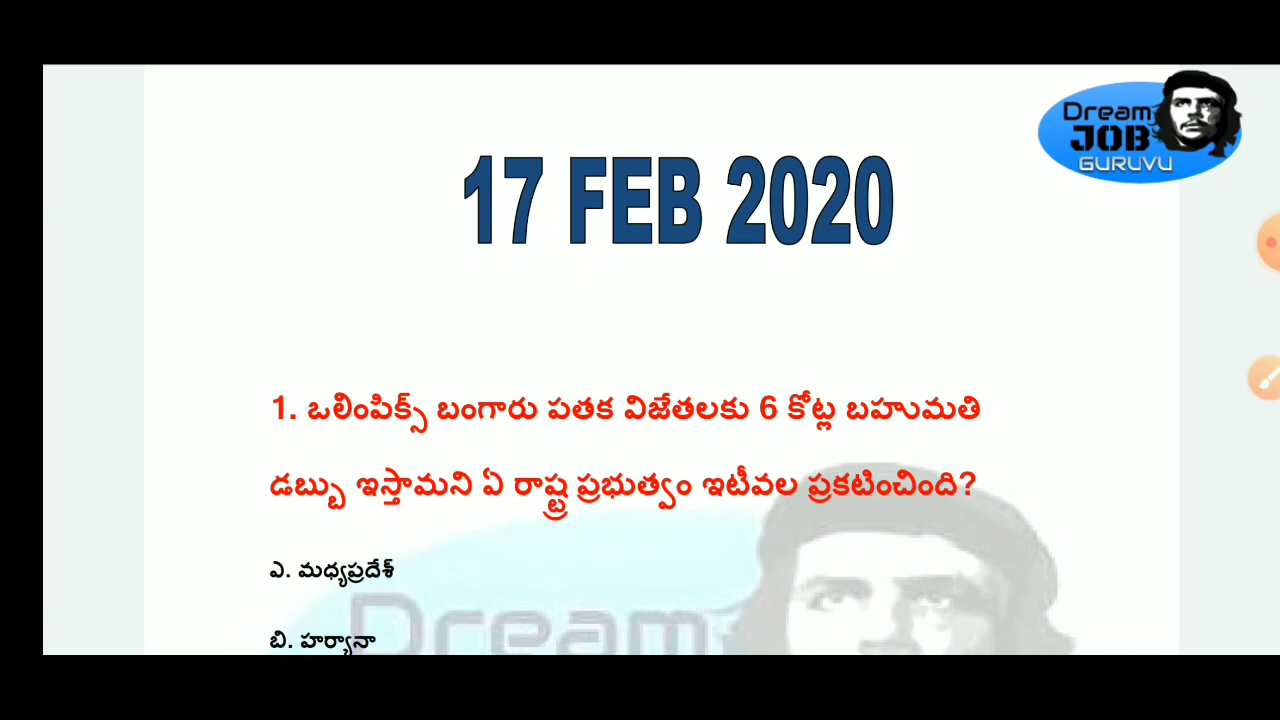 Dream
JOB
GURUVU
17 FEB 2020
1. ఒలింపిక్స్ బంగారు పతక విజేతలకు 6 కోట్ల బహుమతి
డబ్బు ఇస్తామని ఏ రాష్ట్ర ప్రభుత్వం ఇటీవల ప్రకటించింది?
ఎ. మధ్యప్రదేశ్
బి. హర్యానా
Dream